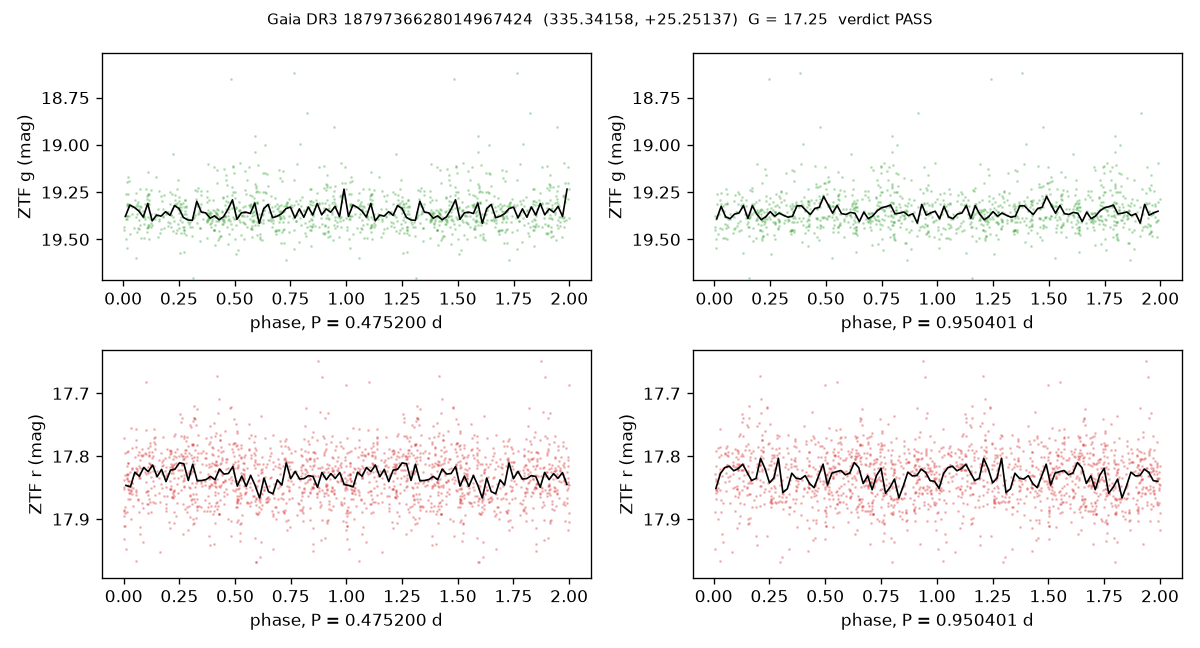 Gaia DR3 1879736628014967424 (335.34158, +25.25137) G = 17.25 verdict PASS
ZTF g (mag)
18.75
19.00
19.25
19.50
0.00 0.25 0.50 0.75 1.00 1.25 1.50 1.75 2.00
phase, P = 0.475200 d
ZTF g (mag)
18.75
19.00
19.25
19.50
0.00 0.25 0.50 0.75 1.00 1.25 1.50 1.75 2.00
phase, P = 0.950401 d
ZTF r (mag)
17.7
17.8
17.9
0.00 0.25 0.50 0.75 1.00 1.25 1.50 1.75 2.00
phase, P = 0.475200 d
ZTF r (mag)
17.7
17.8
17.9
0.00 0.25 0.50 0.75 1.00 1.25 1.50 1.75 2.00
phase, P = 0.950401 d